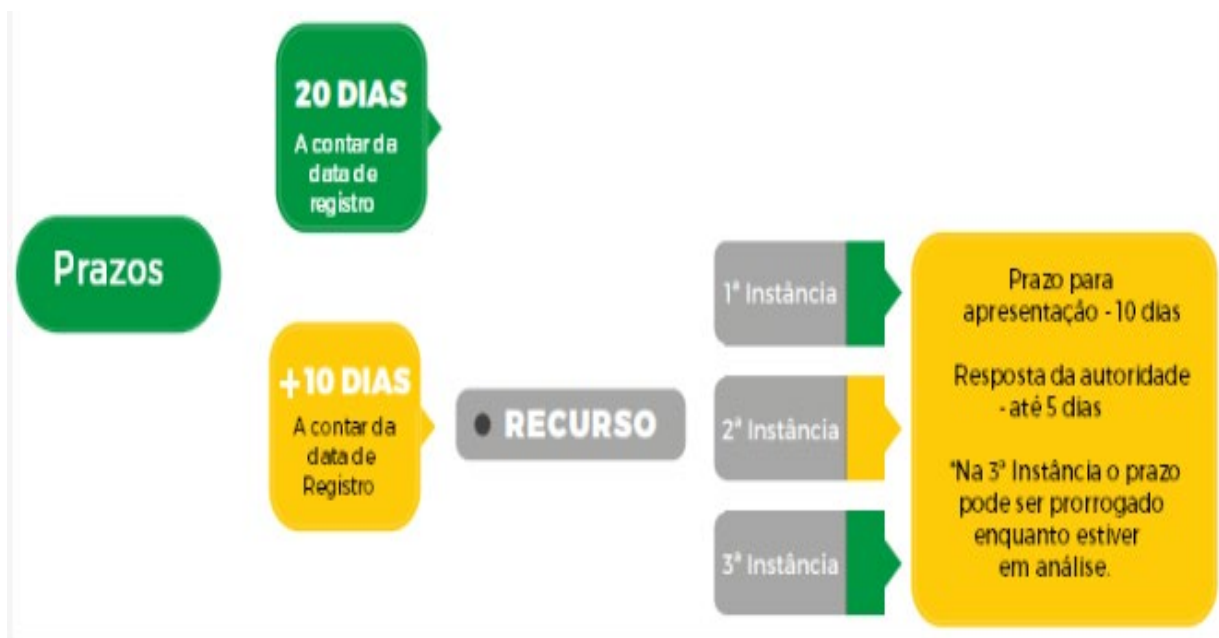 Prazos
20 DIAS
A contar da
data de
registro
+10 DIAS
A contar da
data de
Registro
• RECURSO
1ª Instância
2ª Instância
3ª Instância
Prazo para
apresentação - 10 dias
Resposta da autoridade
- até 5 dias
*Na 3ª Instância o prazo
pode ser prorrogado
enquanto estiver
em análise.